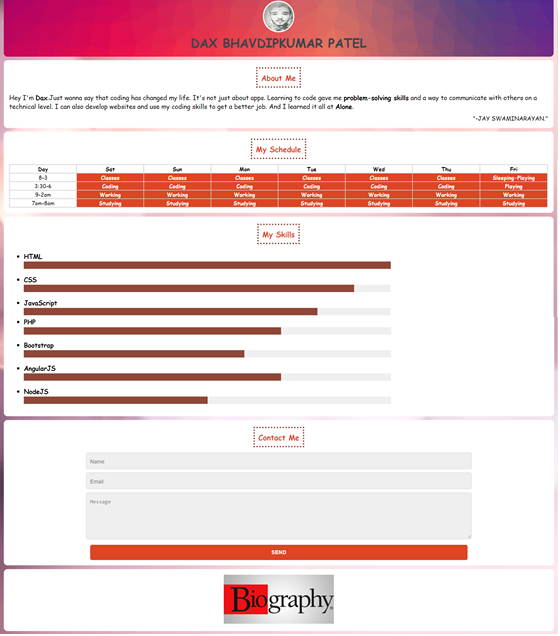 DAX BHAVDIPKUMAR PATEL
About Me
Hey I'm Dax.Just wanna say that coding has changed my life. It's not just about apps. Learning to code gave me problem-solving skills and a way to communicate with others on a
technical level. I can also develop websites and use my coding skills to get a better job. And I learned it all at Alone.
"-JAY SWAMINARAYAN."
My Schedule
Day Sat Sun Mon Tue Wed Thu Fri
8-3 Classes Classes Classes Classes Classes Classes Sleeping-Playing
3:30-6 Coding Coding Coding Coding Coding Coding Playing
9-2am Working Working Working Working Working Working Working
7am-8am Studying Studying Studying Studying Studying Studying Studying
My Skills
HTML
CSS
JavaScript
PHP
Bootstrap
AngularJS
NodeJS
Contact Me
Name
Email
Message
SEND
Biography